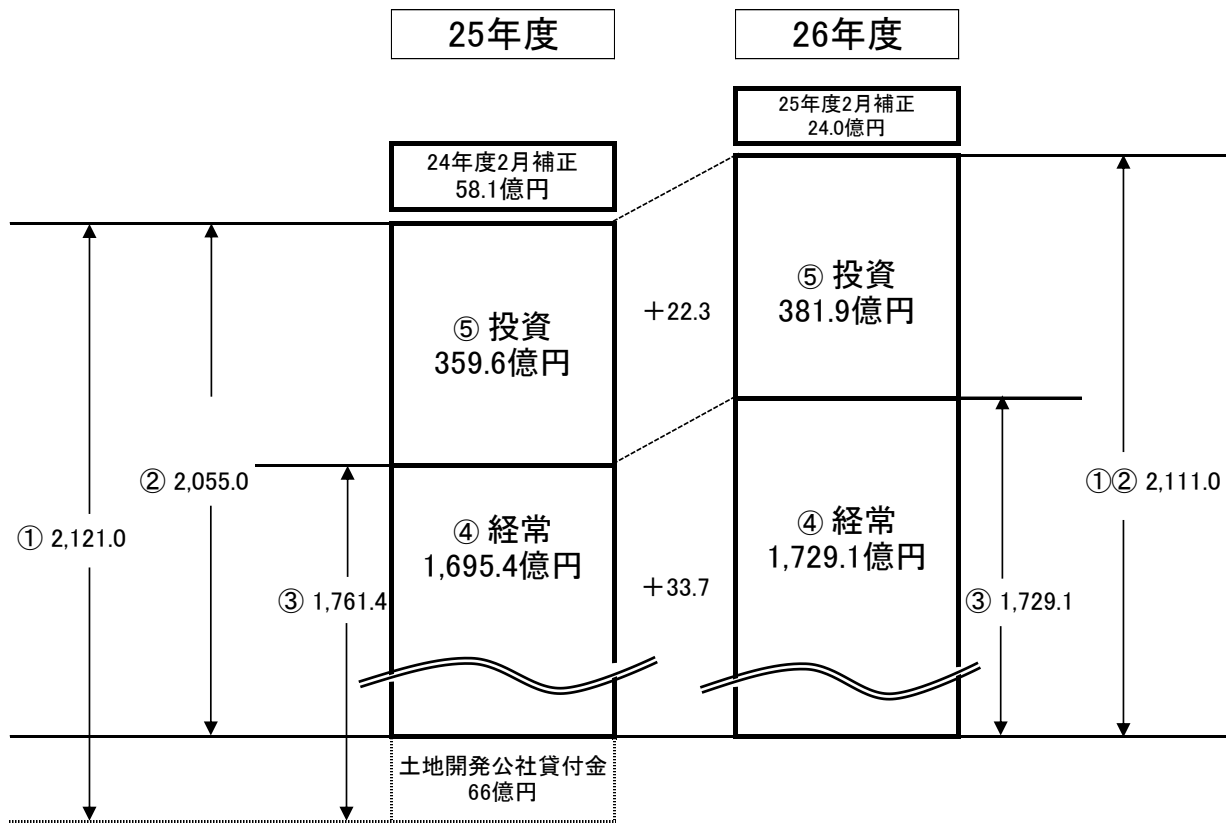 25年度
26年度
25年度2月補正
24.0億円
24年度2月補正
58.1億円
⑤ 投資
359.6億円
＋22.3
⑤ 投資
381.9億円
① 2,121.0
② 2,055.0
③ 1,761.4
④ 経常
1,695.4億円
＋33.7
④ 経常
1,729.1億円
③ 1,729.1
①② 2,111.0
土地開発公社貸付金
66億円